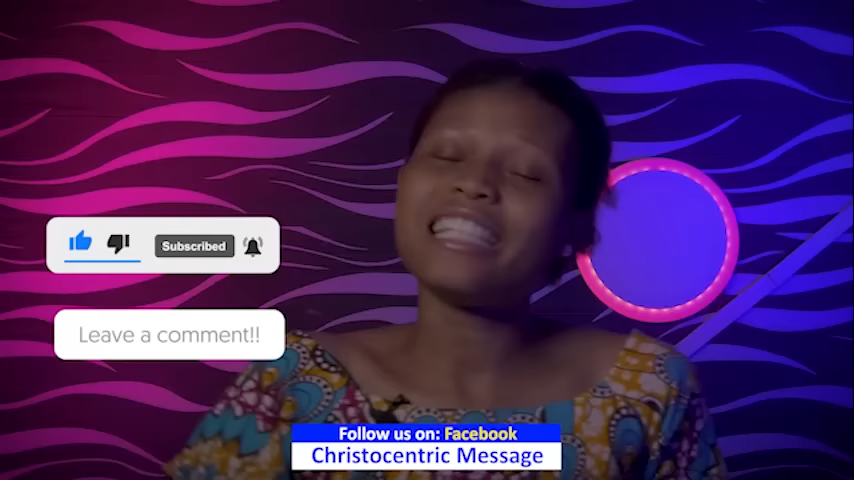 Subscribed
Leave a comment!!
Follow us on: Facebook
Christocentric Message